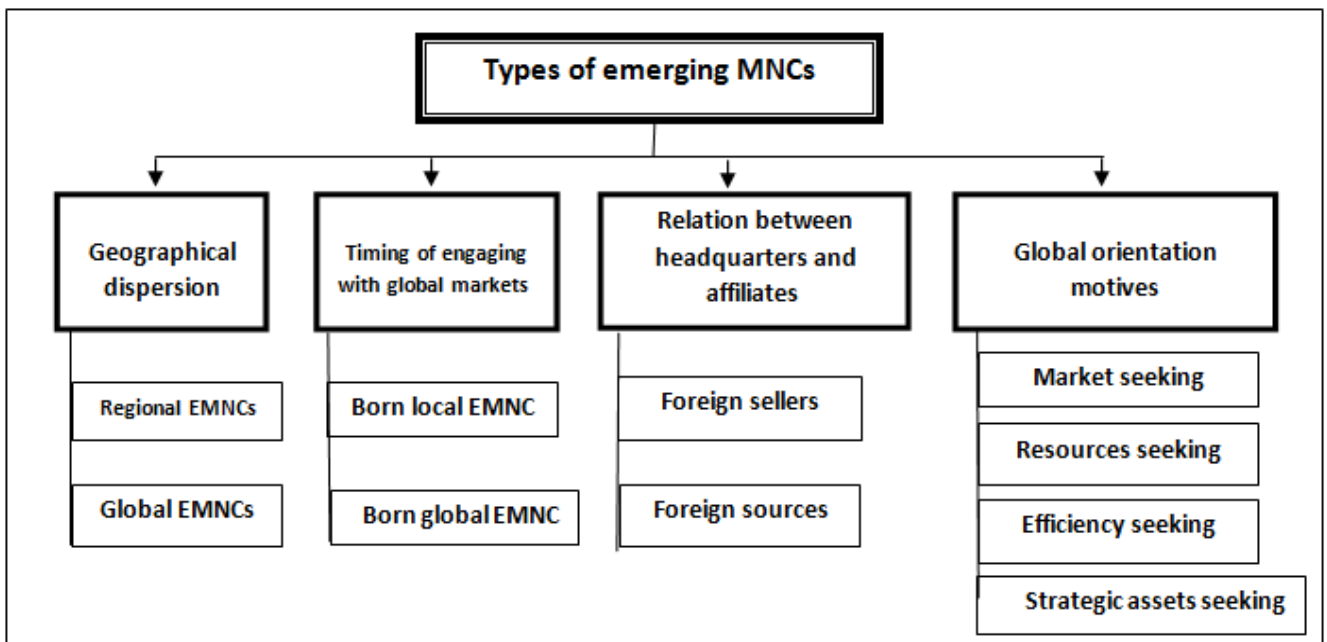 Types of emerging MNCs
Geographical
dispersion
Timing of engaging
with global markets
Relation between
headquarters and
affiliates
Global orientation
motives
Regional EMNCs
Global EMNCs
Born local EMNC
Born global EMNC
Foreign sellers
Foreign sources
Market seeking
Resources seeking
Efficiency seeking
Strategic assets seeking